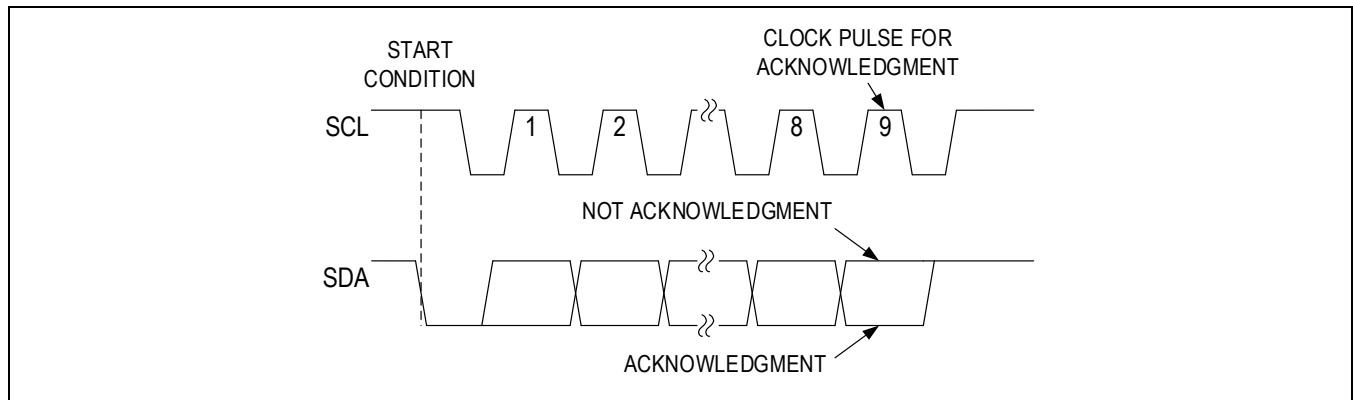 START
CONDITION
CLOCK PULSE FOR
ACKNOWLEDGMENT
SCL
1
2
8
9
NOT ACKNOWLEDGMENT
SDA
ACKNOWLEDGMENT